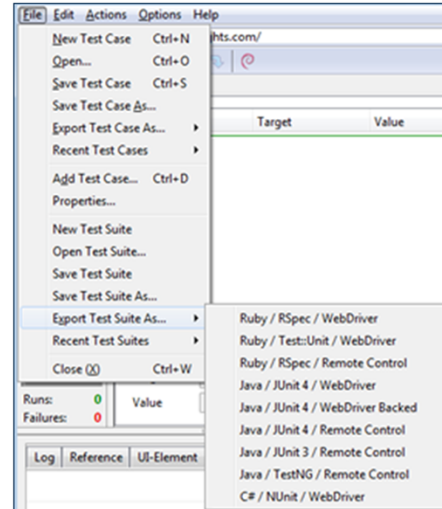 File Edit Actions Options Help
New Test Case Ctrl+N
hts.com/
Open... Ctrl+O
Save Test Case Ctrl+S
Save Test Case As...
Export Test Case As...
Target Value
Recent Test Cases
Add Test Case... Ctrl+D
Properties...
New Test Suite
Open Test Suite...
Save Test Suite
Save Test Suite As...
Export Test Suite As...
Recent Test Suites
Close (X) Ctrl+W
Ruby / RSpec / WebDriver
Ruby / Test::Unit / WebDriver
Ruby / RSpec / Remote Control
Java / JUnit 4 / WebDriver
Java / JUnit 4 / WebDriver Backed
Java / JUnit 4 / Remote Control
Java / JUnit 3 / Remote Control
Java / TestNG / Remote Control
C# / NUnit / WebDriver
Runs: 0
Failures: 0
Value
Log Reference UI-Element